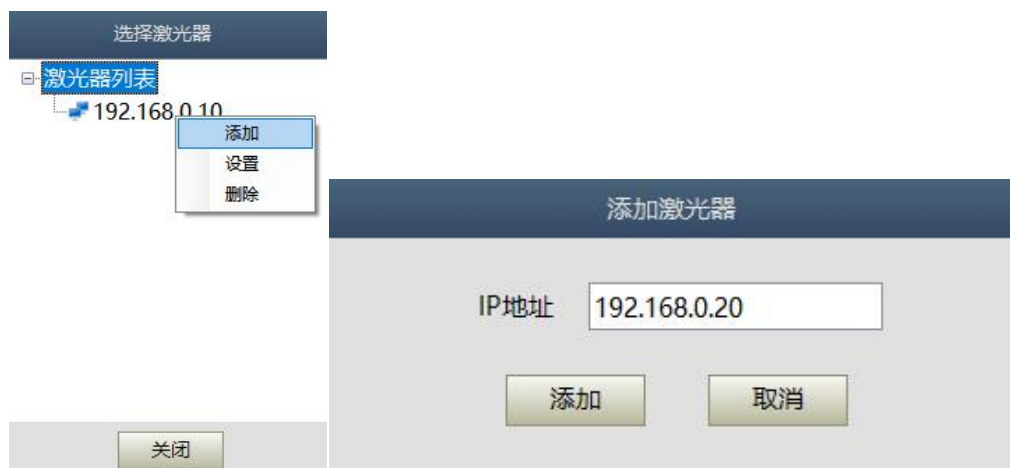 选择激光器
激光器列表
192.168.0.10
添加
设置
删除
关闭
添加激光器
IP地址 192.168.0.20
添加 取消